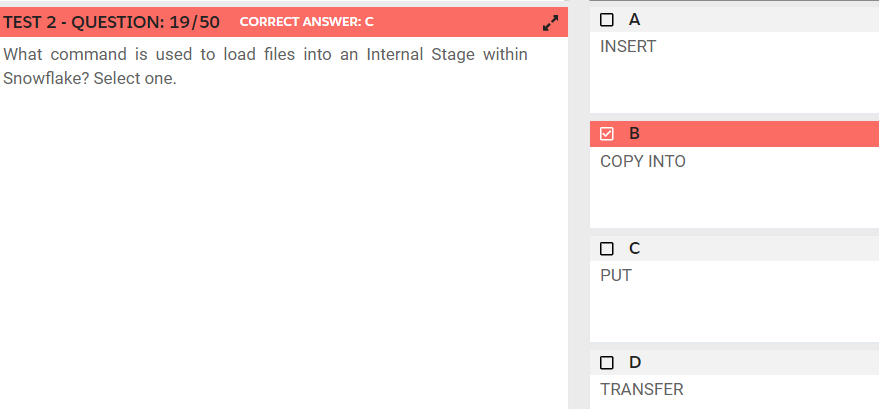 TEST 2 - QUESTION: 19/50 CORRECT ANSWER: C
What command is used to load files into an Internal Stage within
Snowflake? Select one.
A
INSERT
B
COPY INTO
C
PUT
D
TRANSFER